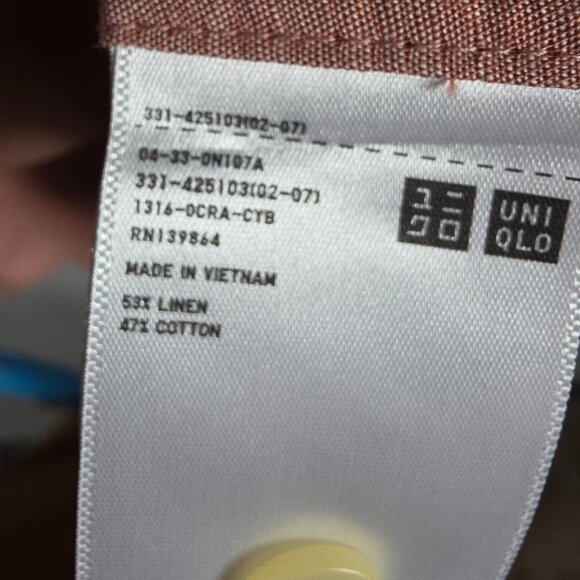 331-425103(02-07)
04-33-0N107A
331-425103(02-07)
1316-0CRA-CYB
RN139864
MADE IN VIETNAM
53% LINEN
47% COTTON
ユニ
クロ
UNI
QLO